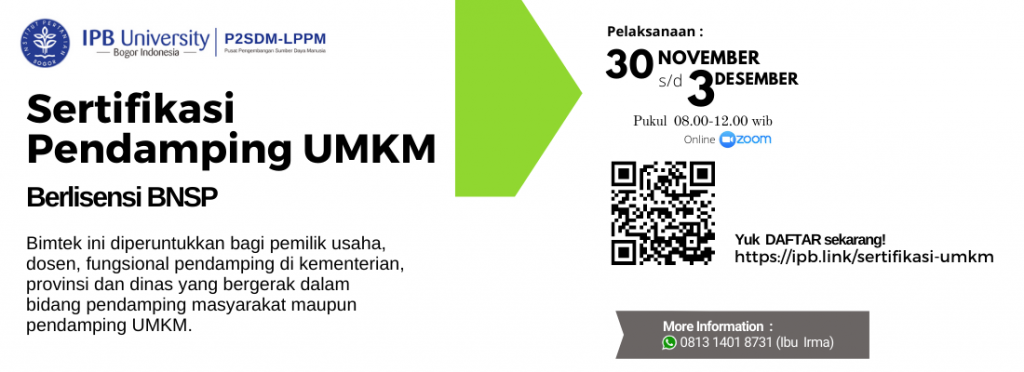 INSTITUT PERTANIAN
BOGOR
IPB University
Bogor Indonesia
P2SDM-LPPM
Pusat Pengembangan Sumber Daya Manusia
Sertifikasi
Pendamping UMKM
Berlisensi BNSP
Bimtek ini diperuntukkan bagi pemilik usaha,
dosen, fungsional pendamping di kementerian,
provinsi dan dinas yang bergerak dalam
bidang pendamping masyarakat maupun
pendamping UMKM.
Pelaksanaan :
30 NOVEMBER
s/d 3 DESEMBER
Pukul 08.00-12.00 wib
Online zoom
Yuk DAFTAR sekarang!
https://ipb.link/sertifikasi-umkm
More Information :
0813 1401 8731 (Ibu Irma)